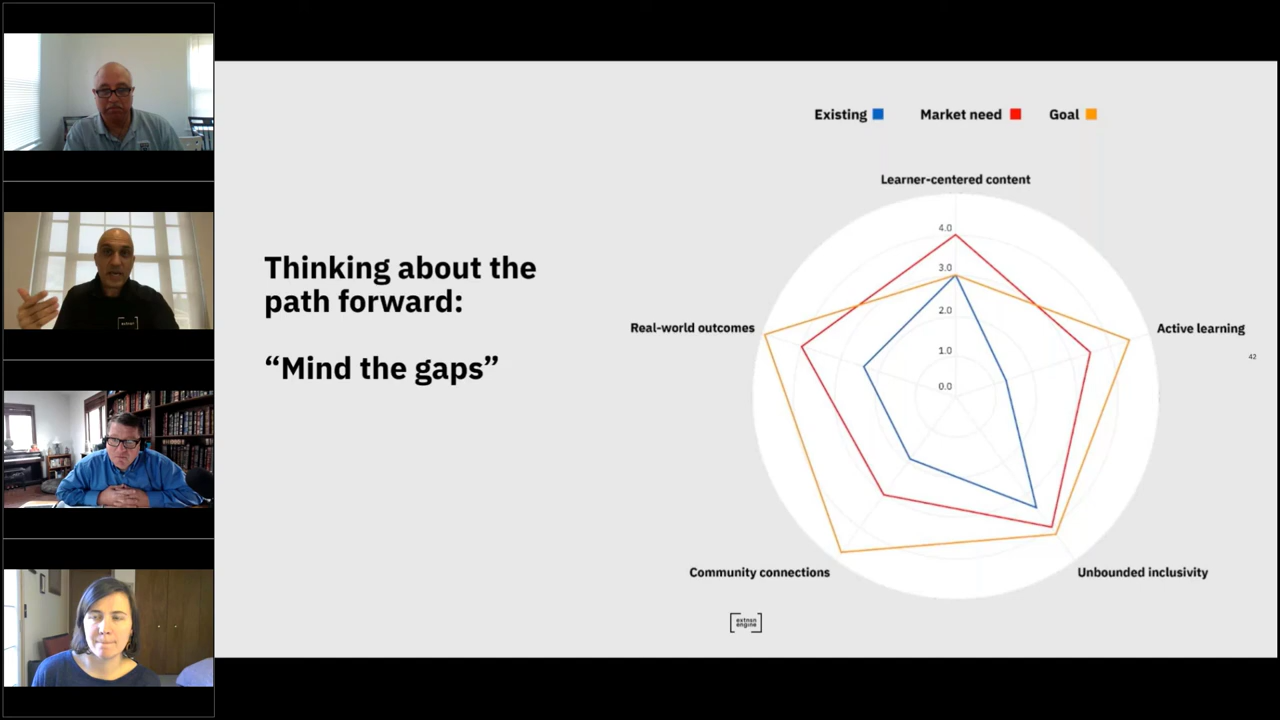 Existing
Market need
Goal
Learner-centered content
4.0
3.0
2.0
1.0
0.0
Thinking about the
path forward:
“Mind the gaps”
Real-world outcomes
Active learning
42
Community connections
Unbounded inclusivity
extnsn
engine